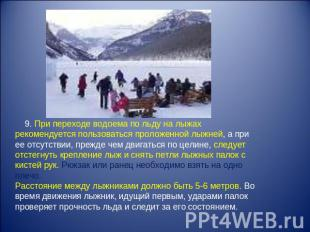 9. При переходе водоема по льду на лыжах
рекомендуется пользоваться проложенной лыжней, а при
ее отсутствии, прежде чем двигаться по целине, следует
отстегнуть крепление лыж и снять петли лыжных палок с
кистей рук. Рюкзак или ранец необходимо взять на одно
плечо.
Расстояние между лыжниками должно быть 5-6 метров. Во
время движения лыжник, идущий первым, ударами палок
проверяет прочность льда и следит за его состоянием.
PPt4WEB.ru